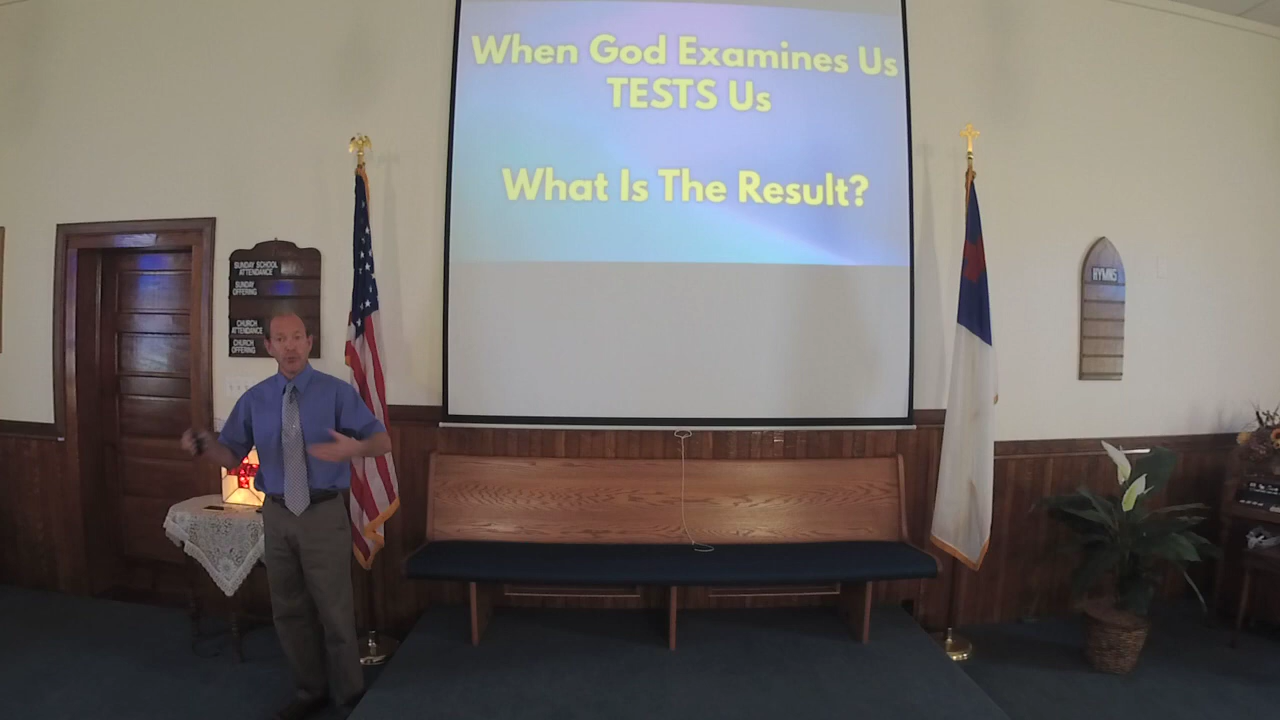 When God Examines Us
TESTS Us
What Is The Result?
SUNDAY SCHOOL
ATTENDANCE
SUNDAY
OFFERING
CHURCH
ATTENDANCE
CHURCH
OFFERING
HYMNS